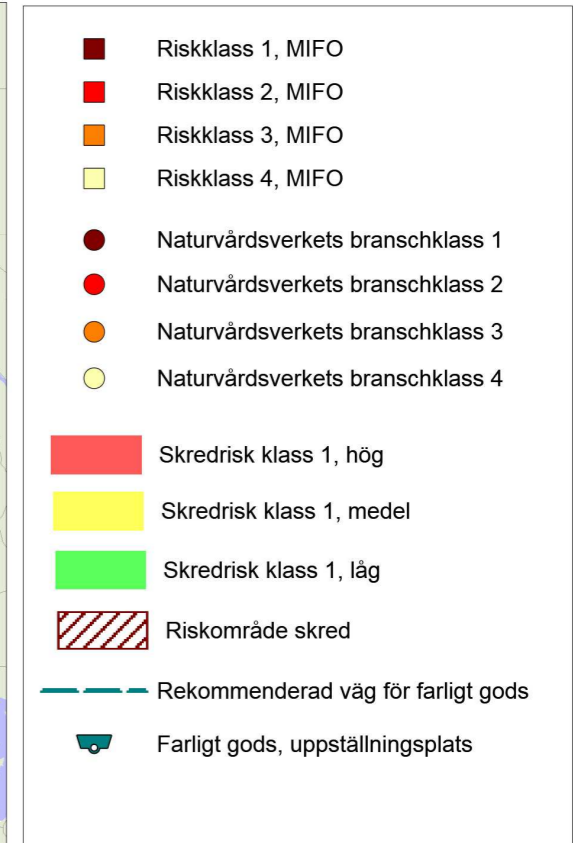 Riskklass 1, MIFO
Riskklass 2, MIFO
Riskklass 3, MIFO
Riskklass 4, MIFO
Naturvårdsverkets branschklass 1
Naturvårdsverkets branschklass 2
Naturvårdsverkets branschklass 3
Naturvårdsverkets branschklass 4
Skredrisk klass 1, hög
Skredrisk klass 1, medel
Skredrisk klass 1, låg
Riskområde skred
Rekommenderad väg för farligt gods
Farligt gods, uppställningsplats